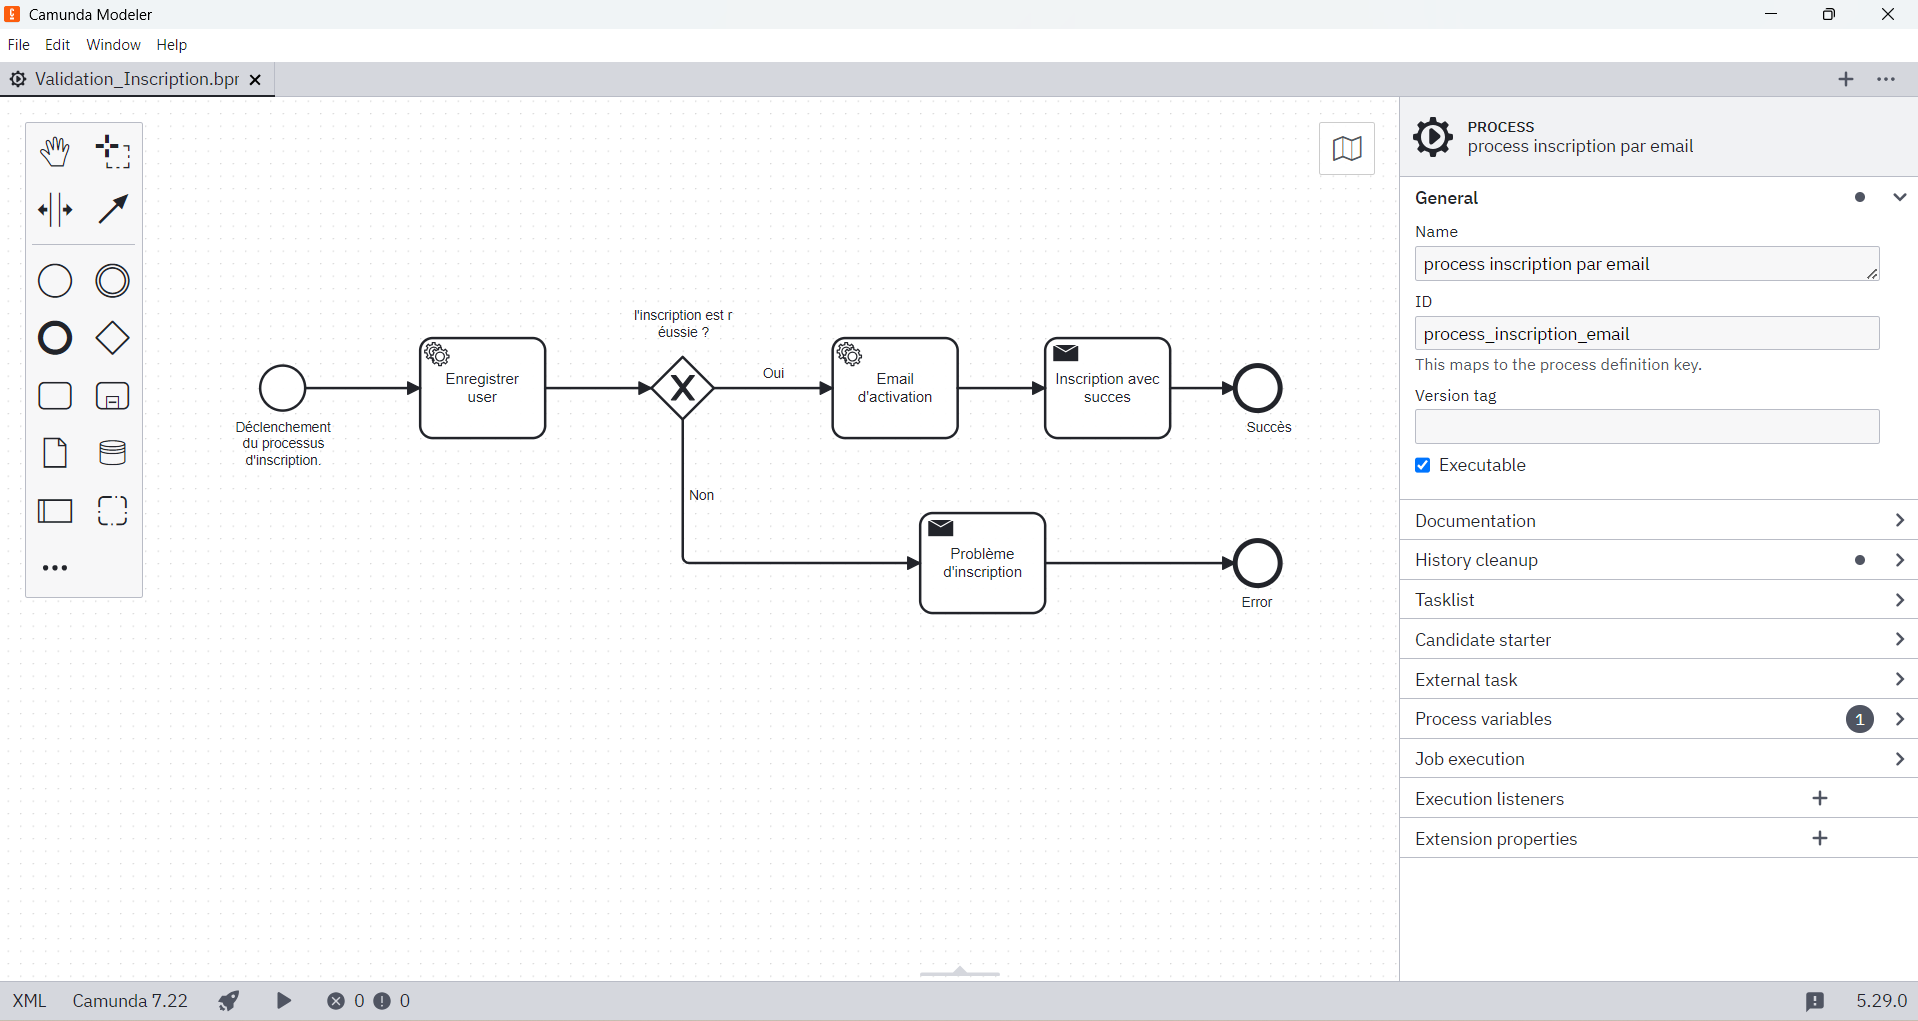 Camunda Modeler
File Edit Window Help
Validation_Inscription.bpr
l'inscription est r
éussie ?
Déclenchement
du processus
d'inscription.
Enregistrer
user
Oui
Non
Email
d'activation
Inscription avec
succes
Succès
Problème
d'inscription
Error
PROCESS
process inscription par email
General
Name
process inscription par email
ID
process_inscription_email
This maps to the process definition key.
Version tag
Executable
Documentation
History cleanup
Tasklist
Candidate starter
External task
Process variables 1
Job execution
Execution listeners
Extension properties
XML Camunda 7.22 0 0 5.29.0